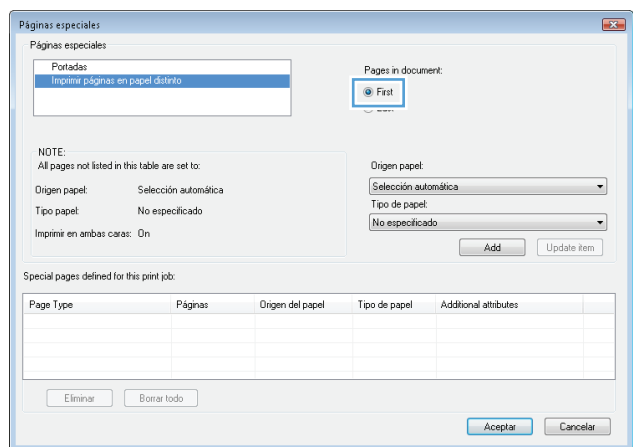 Páginas especiales
Páginas especiales
Portadas
Imprimir páginas en papel distinto
Pages in document:
First
NOTE:
All pages not listed in this table are set to:
Origen papel: Selección automática
Tipo papel: No especificado
Imprimir en ambas caras: On
Origen papel:
Selección automática
Tipo de papel:
No especificado
Add Update item
Special pages defined for this print job:
Page Type Páginas Origen del papel Tipo de papel Additional attributes
Eliminar Borrar todo
Aceptar Cancelar